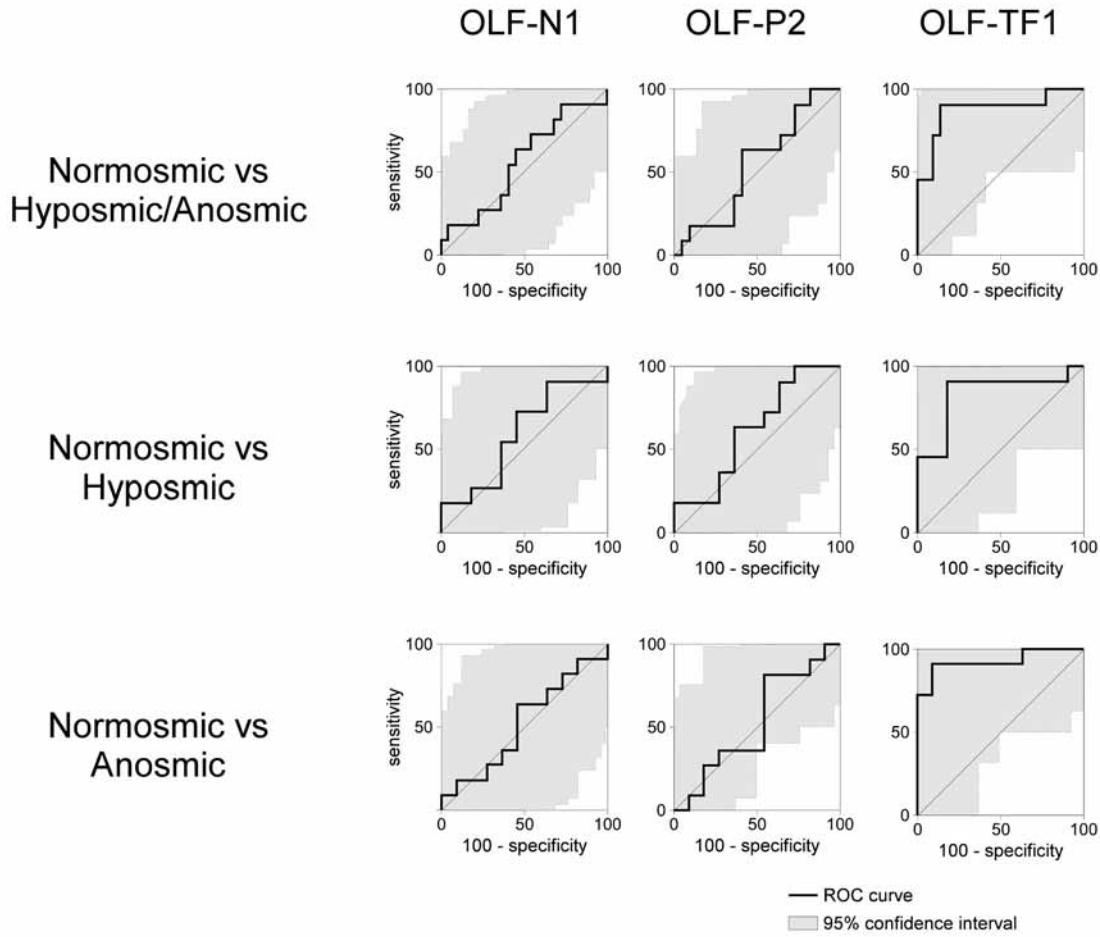 OLF-N1 OLF-P2 OLF-TF1
Normosmic vs
Hyposmic/Anosmic
sensitivity
100 100 100
50 50 50
0 0 0
0 50 100 0 50 100 0 50 100
100 - specificity 100 - specificity 100 - specificity
Normosmic vs
Hyposmic
sensitivity
100 100 100
50 50 50
0 0 0
0 50 100 0 50 100 0 50 100
100 - specificity 100 - specificity 100 - specificity
Normosmic vs
Anosmic
sensitivity
100 100 100
50 50 50
0 0 0
0 50 100 0 50 100 0 50 100
100 - specificity 100 - specificity 100 - specificity
ROC curve
95% confidence interval